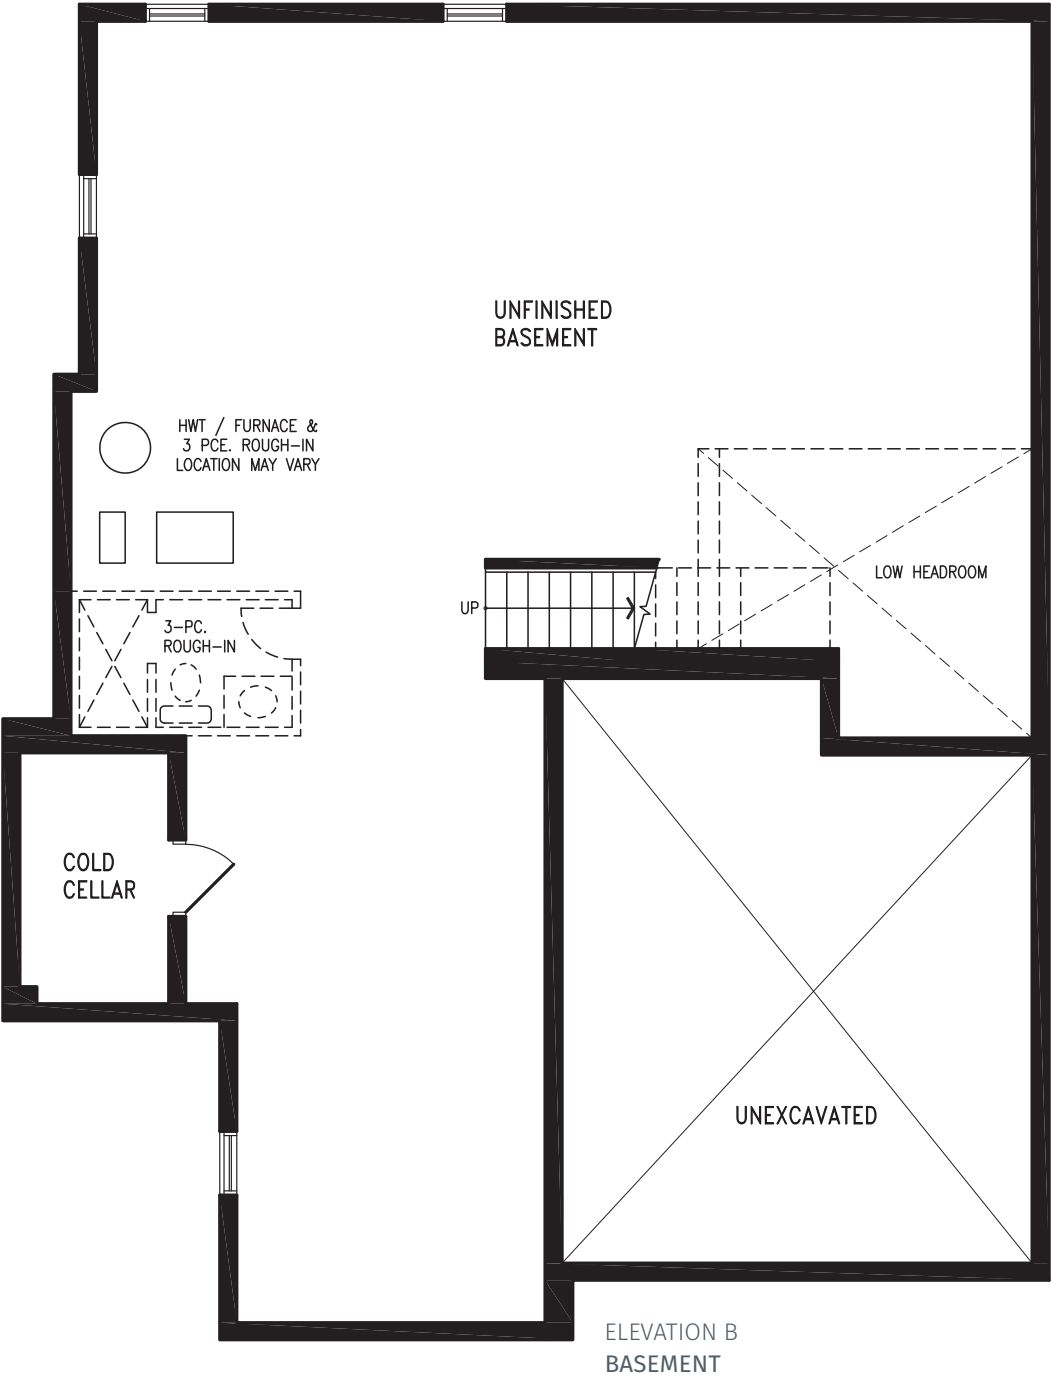 UNFINISHED
BASEMENT
HWT / FURNACE &
3 PCE. ROUGH-IN
LOCATION MAY VARY
LOW HEADROOM
UP
3-PC.
ROUGH-IN
COLD
CELLAR
UNEXCAVATED
ELEVATION B
BASEMENT